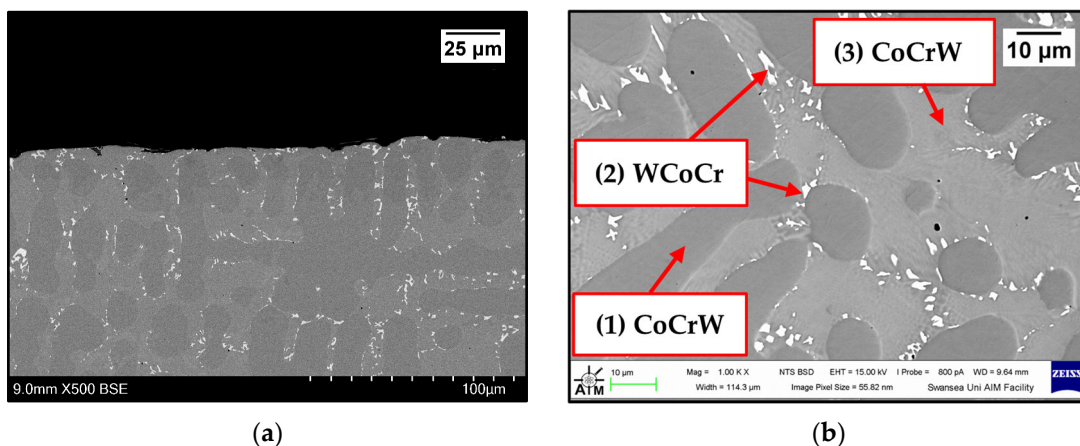 25 µm
9.0mm X500 BSE
100µm
(a)
10 µm
(3) CoCrW
(2) WCoCr
(1) CoCrW
AIM
10 µm
Mag = 1.00 K X
NTS BSD
EHT = 15.00 kV
I Probe = 800 pA
WD = 9.64 mm
Width = 114.3 µm
Image Pixel Size = 55.82 nm
Swansea Uni AIM Facility
ZEISS
(b)